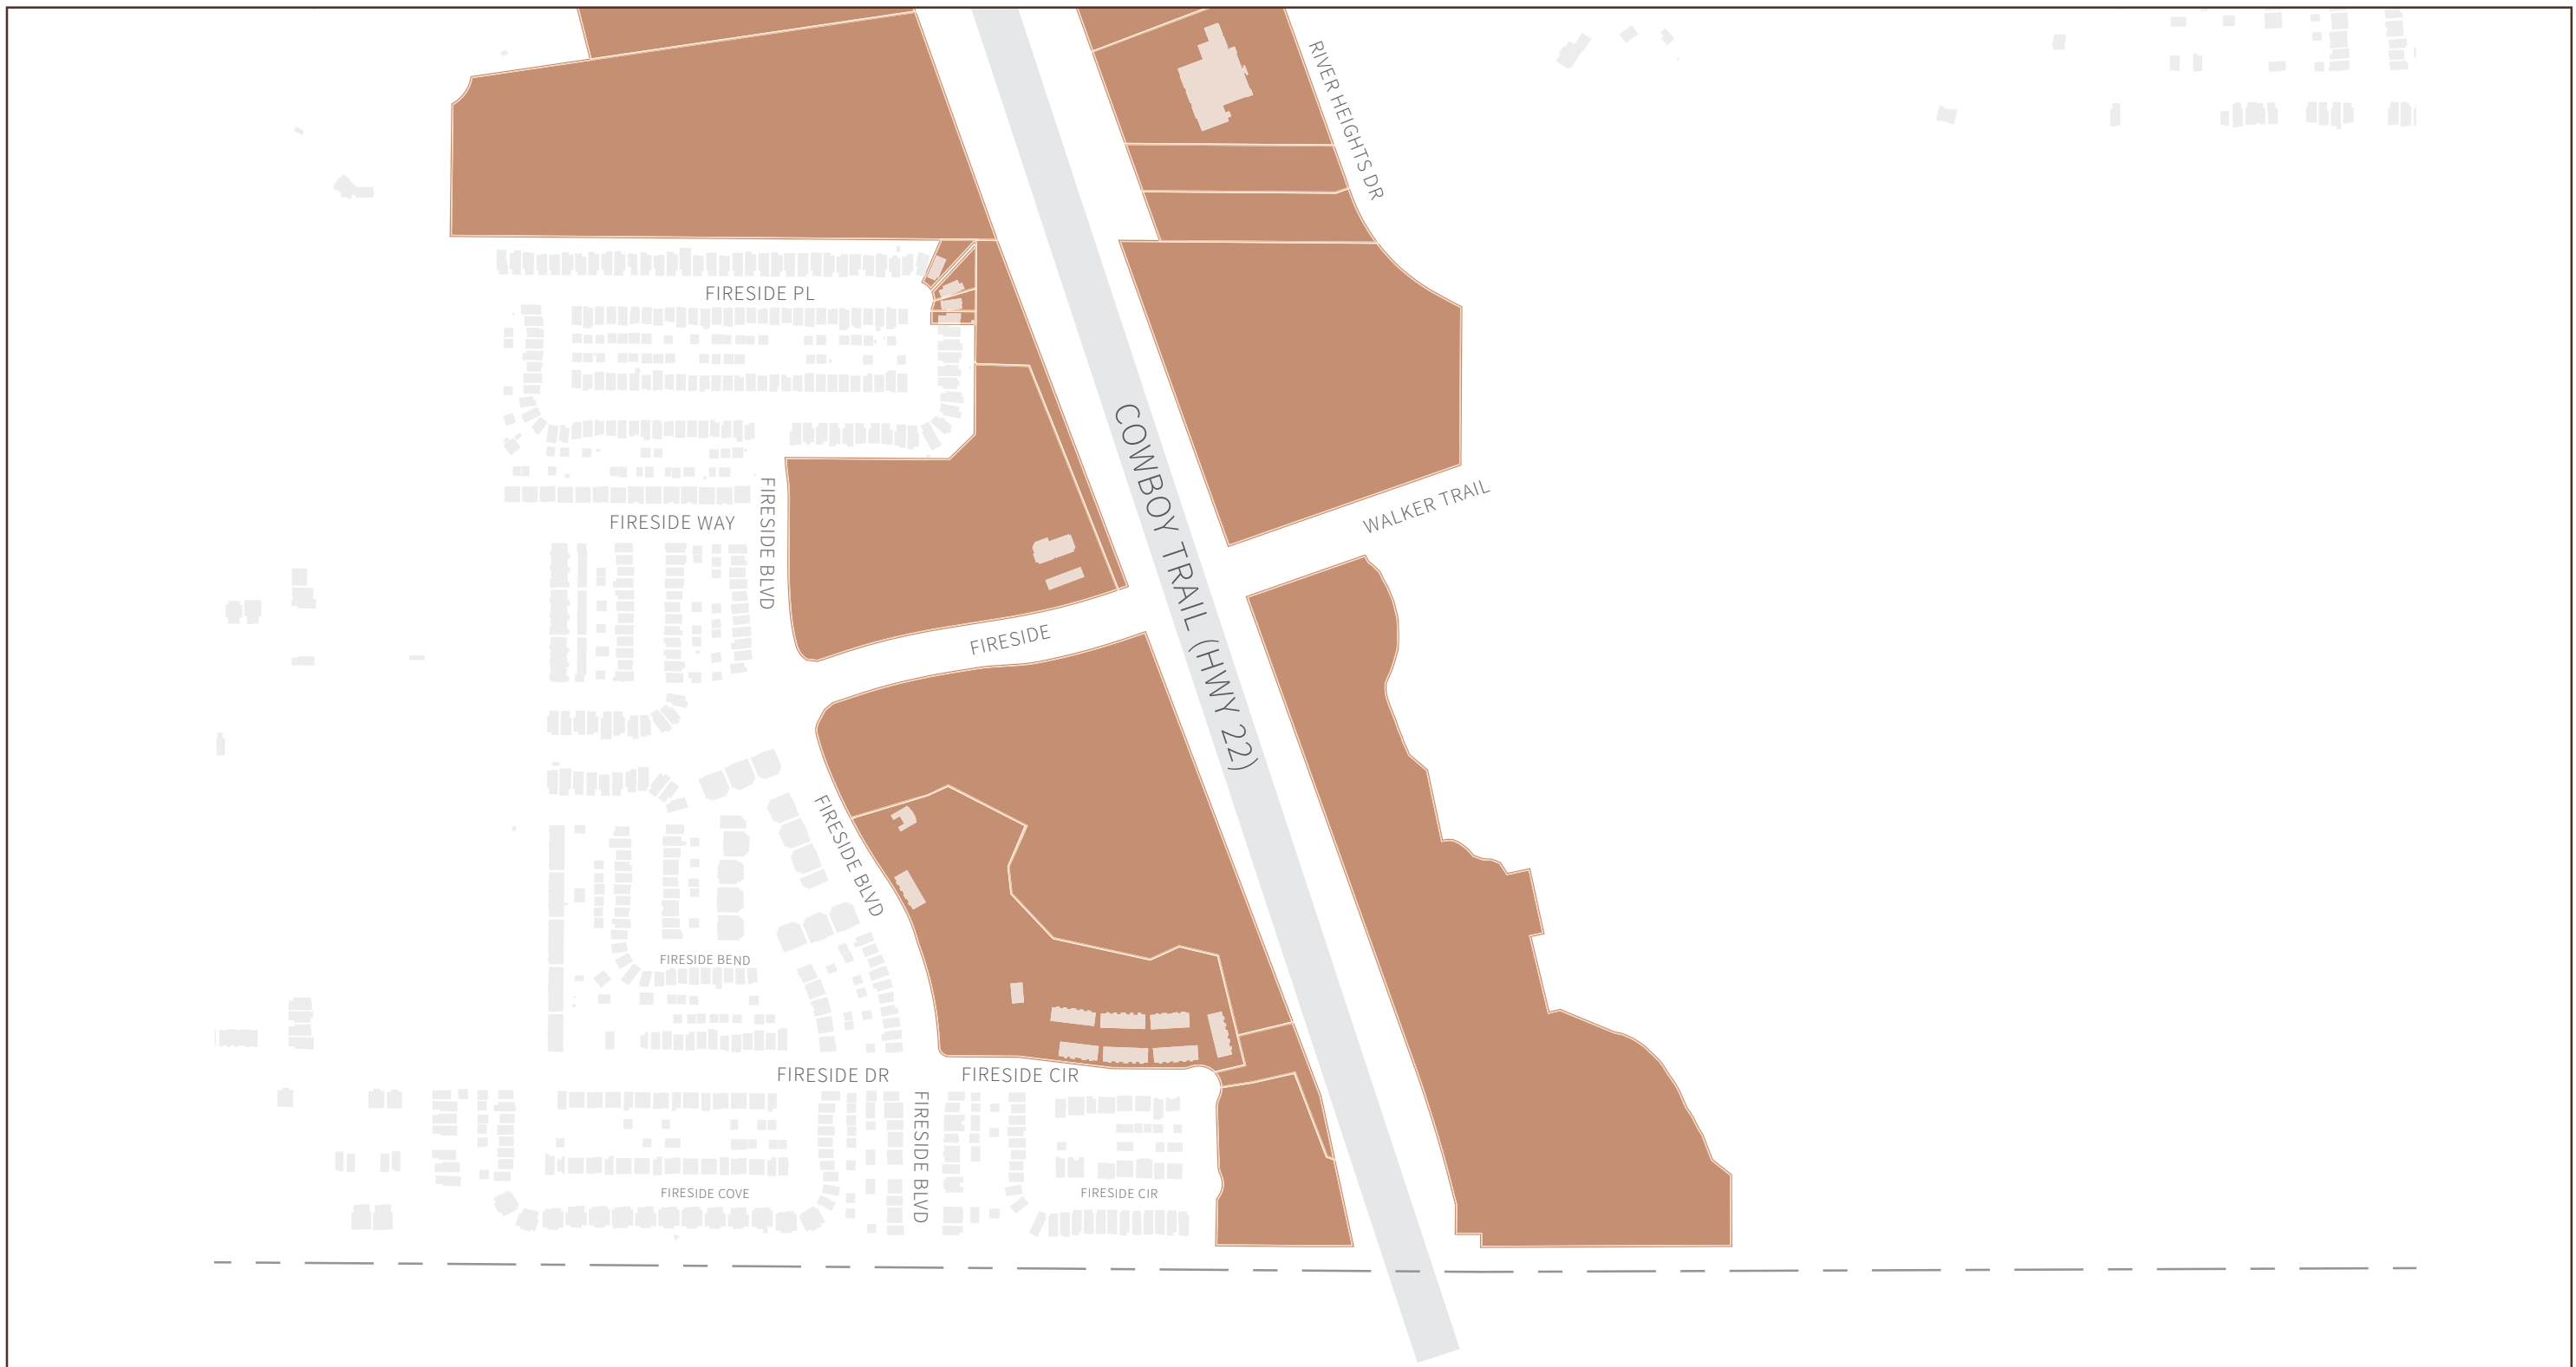 RIVER HEIGHTS DR
FIRESIDE PL
COWBOY TRAIL (HWY 22)
WALKER TRAIL
FIRESIDE WAY
FIRESIDE BLVD
FIRESIDE
FIRESIDE BLVD
FIRESIDE BEND
FIRESIDE DR
FIRESIDE CIR
FIRESIDE BLVD
FIRESIDE COVE
FIRESIDE CIR